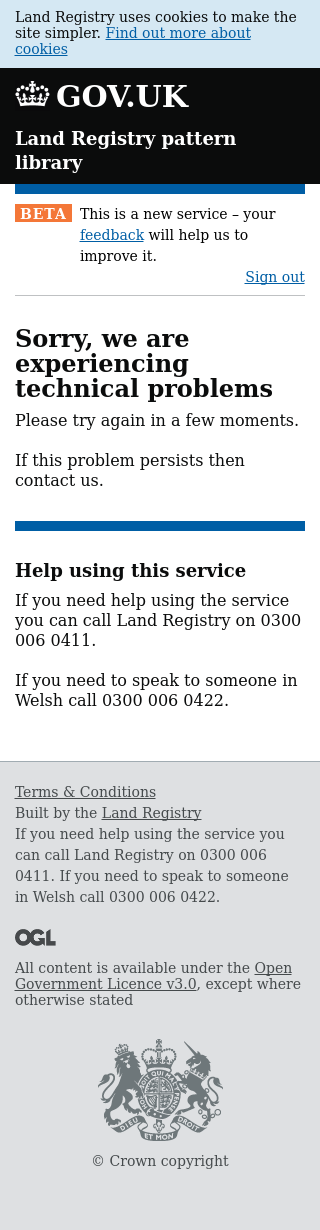 Land Registry uses cookies to make the
site simpler. Find out more about
cookies
GOV.UK
Land Registry pattern
library
BETA
This is a new service – your
feedback will help us to
improve it.
Sign out
Sorry, we are
experiencing
technical problems
Please try again in a few moments.
If this problem persists then
contact us.
Help using this service
If you need help using the service
you can call Land Registry on 0300
006 0411.
If you need to speak to someone in
Welsh call 0300 006 0422.
Terms & Conditions
Built by the Land Registry
If you need help using the service you
can call Land Registry on 0300 006
0411. If you need to speak to someone
in Welsh call 0300 006 0422.
OGL
All content is available under the Open
Government Licence v3.0, except where
otherwise stated
DIEU ET MON DROIT
© Crown copyright